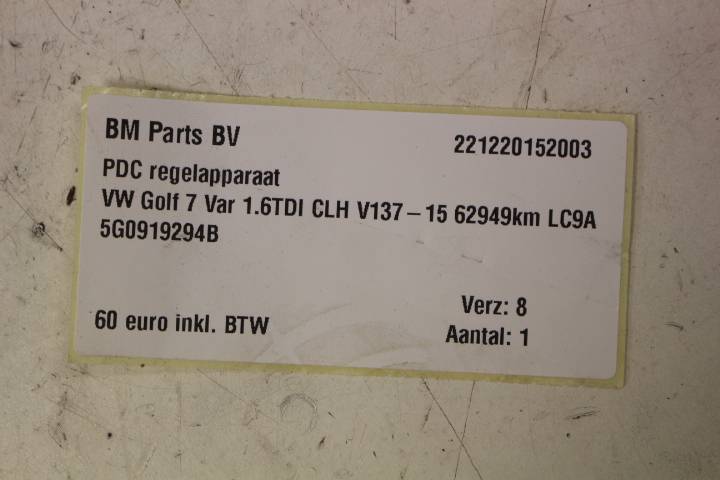 BM Parts BV 221220152003
PDC regelapparaat
VW Golf 7 Var 1.6TDI CLH V137-15 62949km LC9A
5G0919294B
Verz: 8
60 euro inkl. BTW Aantal: 1